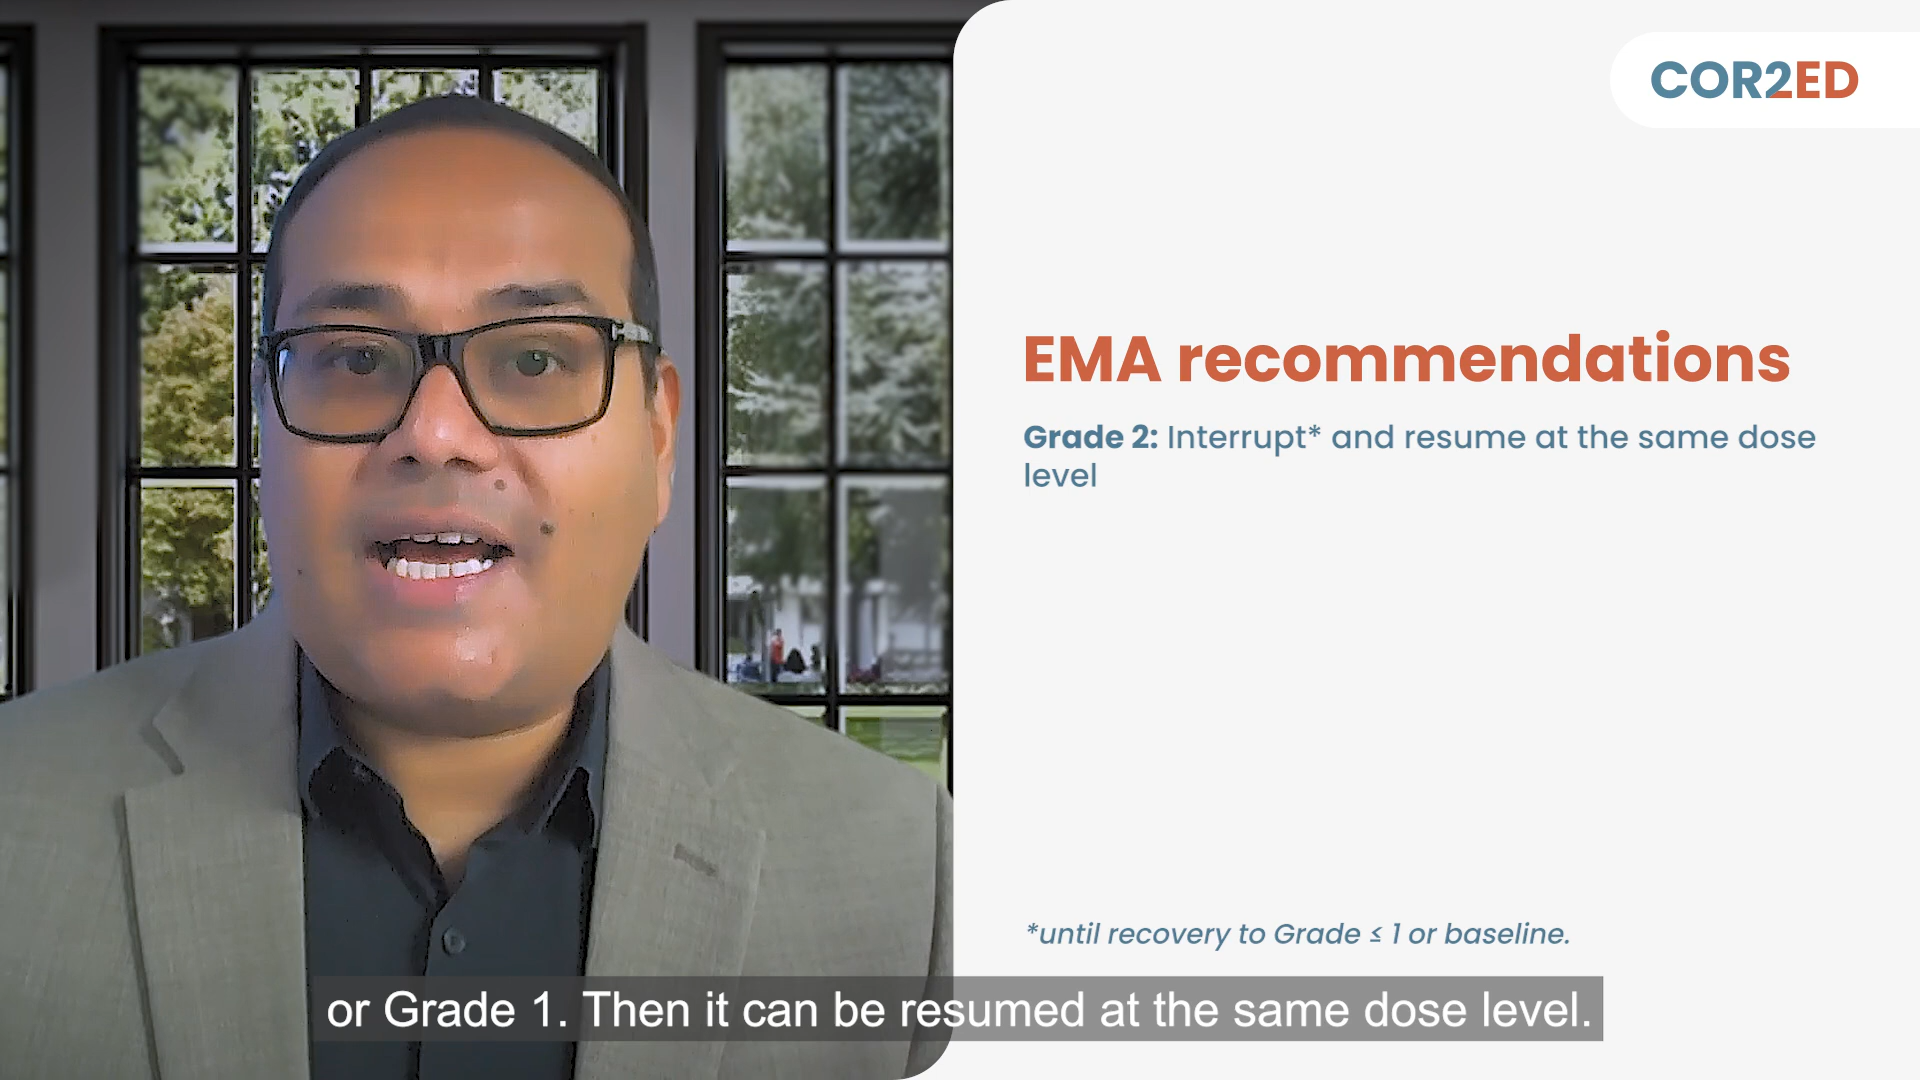 COR2ED
EMA recommendations
Grade 2: Interrupt* and resume at the same dose
level
*until recovery to Grade ≤ 1 or baseline.
or Grade 1. Then it can be resumed at the same dose level.